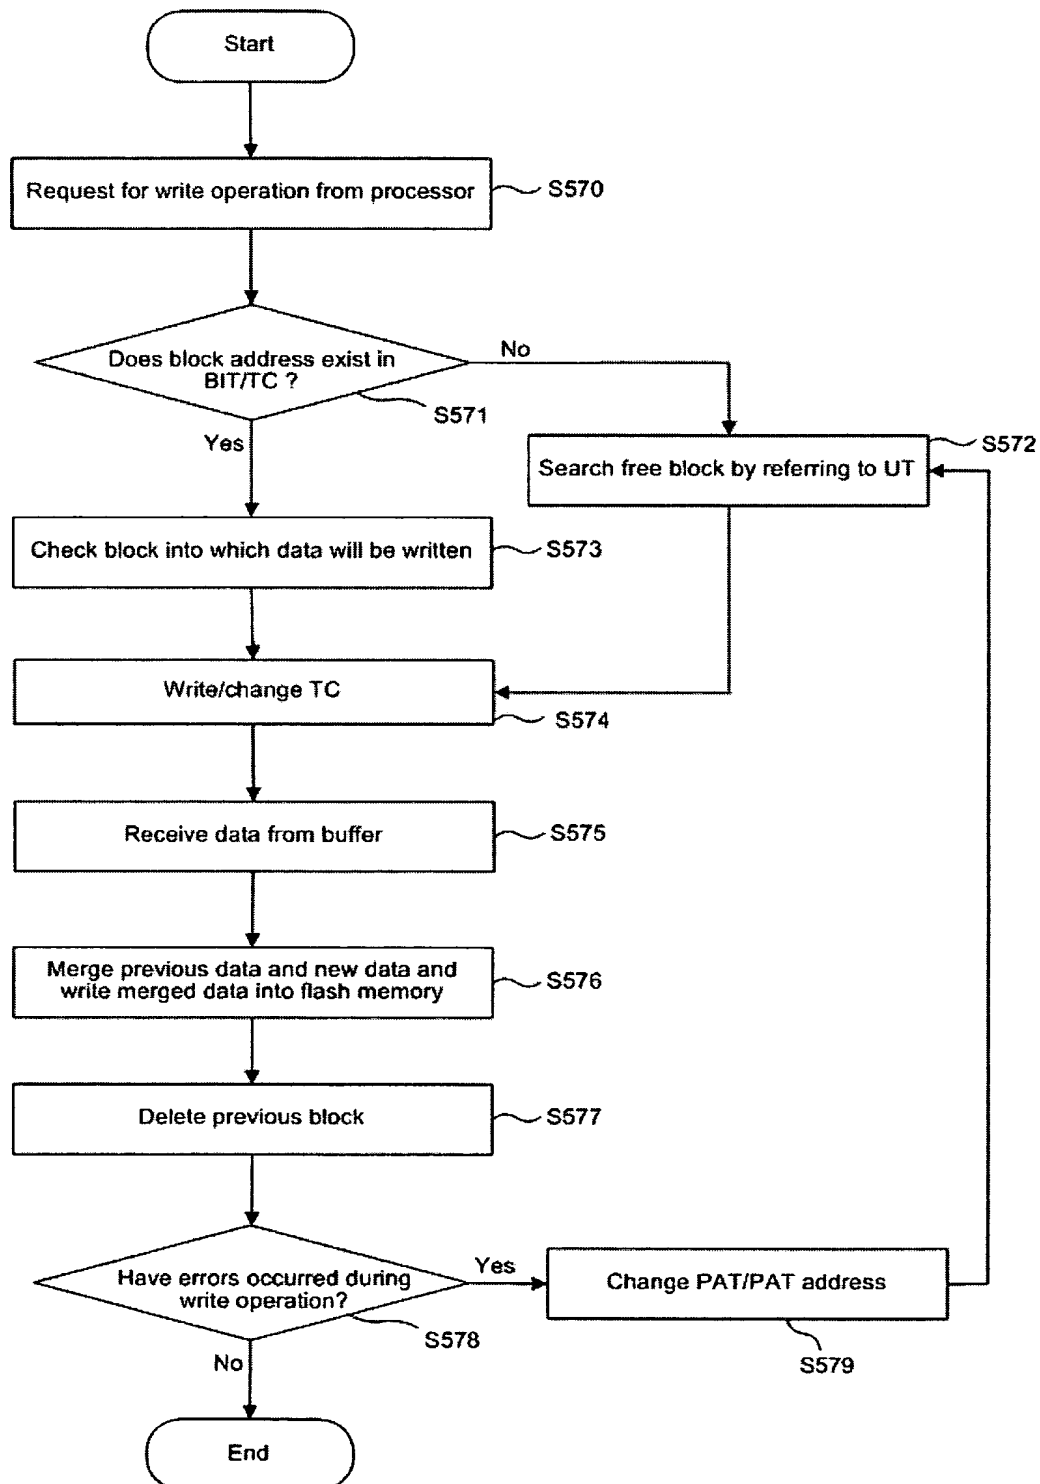 Start
Request for write operation from processor
S570
Does block address exist in
BIT/TC ?
No
S571
Yes
S572
Search free block by referring to UT
Check block into which data will be written
S573
Write/change TC
S574
Receive data from buffer
S575
Merge previous data and new data and
write merged data into flash memory
S576
Delete previous block
S577
Have errors occurred during
write operation?
Yes
Change PAT/PAT address
S578
S579
No
End